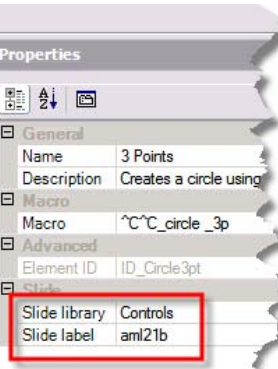 Properties
General
Name 3 Points
Description Creates a circle using
Macro
Macro ^C^C_circle _3p
Advanced
Element ID ID_Circle3pt
Slide
Slide library Controls
Slide label aml21b